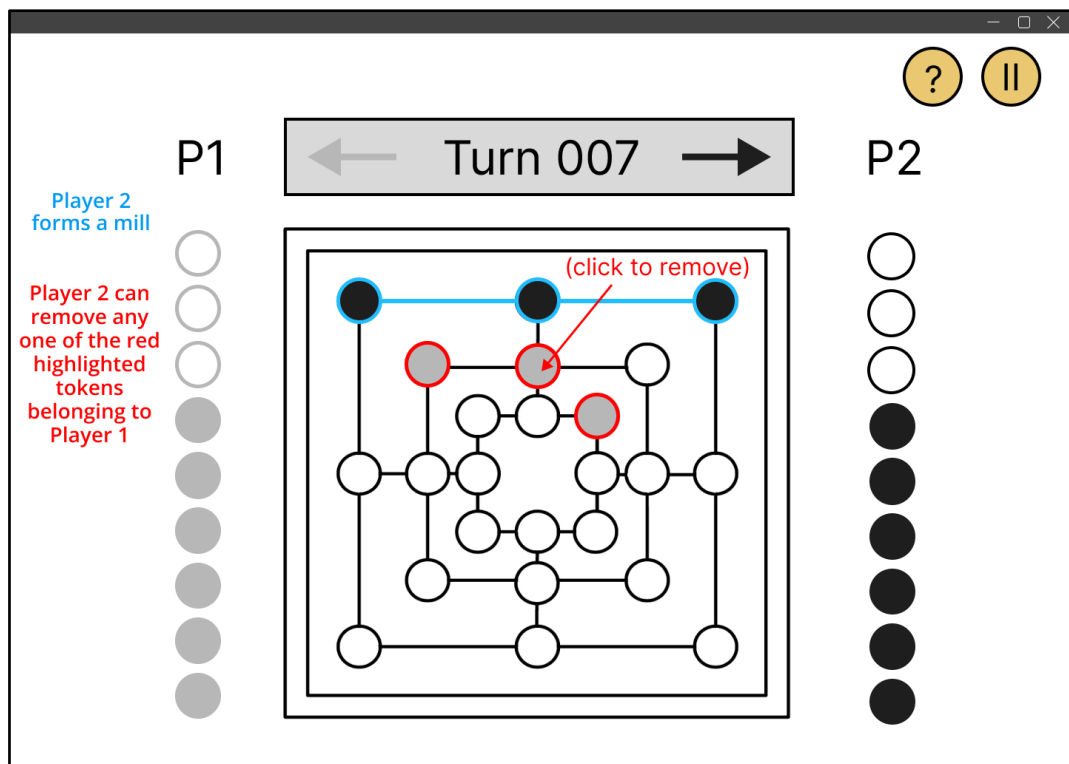 ?
||
P1
Turn 007
P2
Player 2
forms a mill
(click to remove)
Player 2 can
remove any
one of the red
highlighted
tokens
belonging to
Player 1